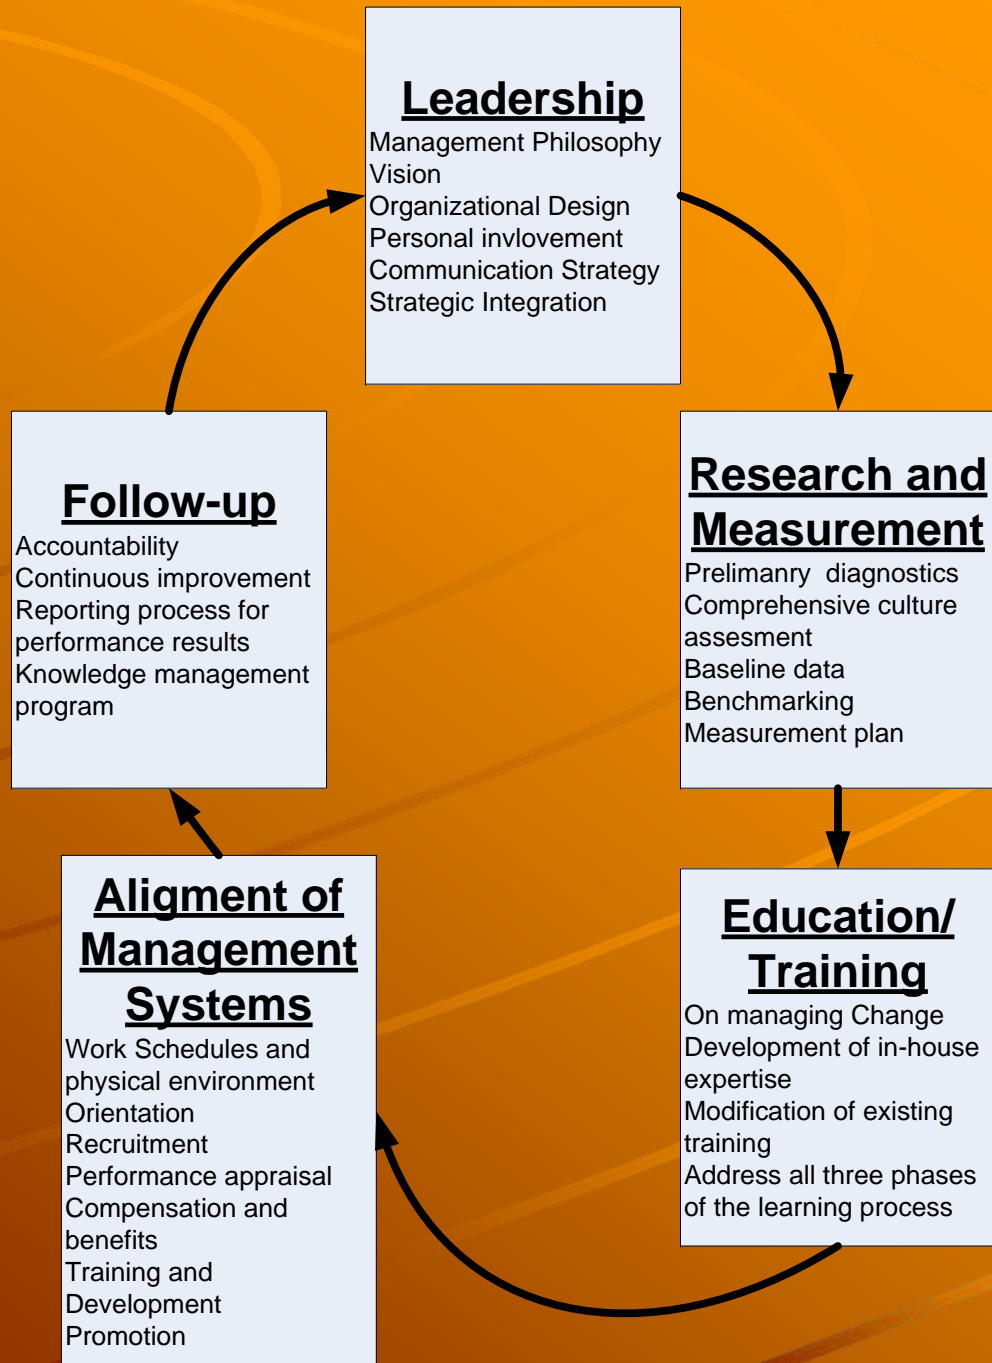 Leadership
Management Philosophy
Vision
Organizational Design
Personal invlovement
Communication Strategy
Strategic Integration
Research and
Measurement
Prelimanry  diagnostics
Comprehensive culture
assesment
Baseline data
Benchmarking
Measurement plan
Education/
Training
On managing Change
Development of in-house
expertise
Modification of existing
training
Address all three phases
of the learning process
Aligment of
Management
Systems
Work Schedules and
physical environment
Orientation
Recruitment
Performance appraisal
Compensation and
benefits
Training and
Development
Promotion
Follow-up
Accountability
Continuous improvement
Reporting process for
performance results
Knowledge management
program